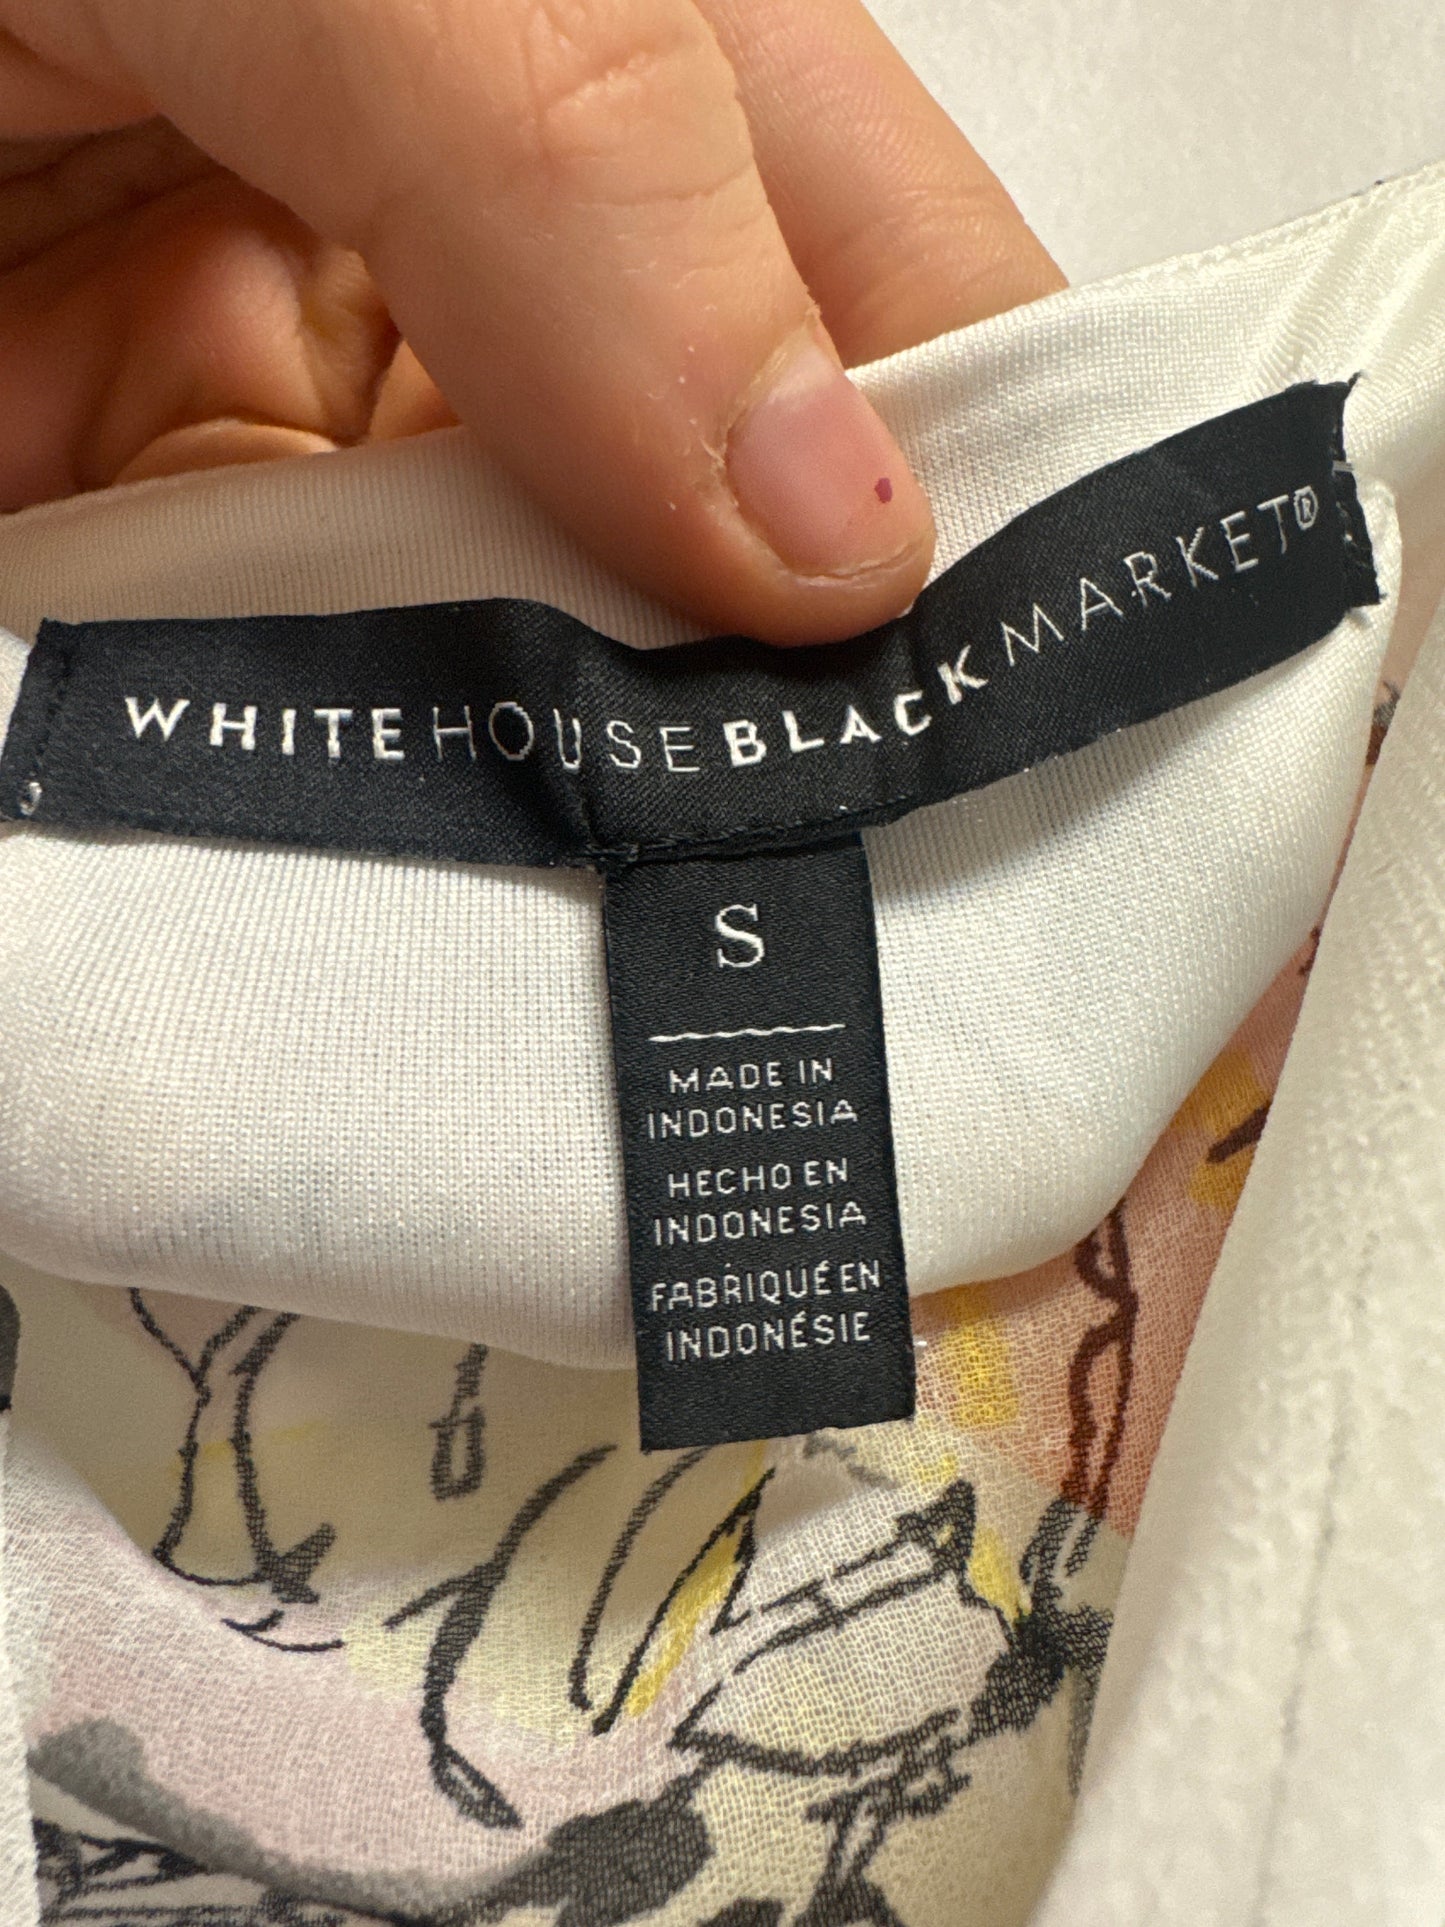 WHITEHOUSEBLACKMARKET®
S
MADE IN
INDONESIA
HECHO EN
INDONESIA
FABRIQUÉ EN
INDONÉSIE